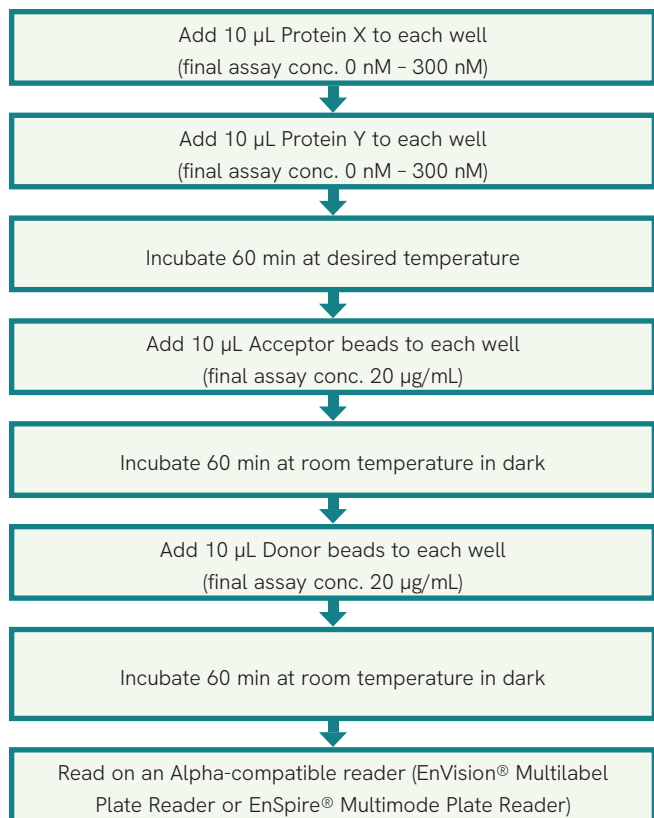 Add 10 µL Protein X to each well
(final assay conc. 0 nM – 300 nM)
Add 10 µL Protein Y to each well
(final assay conc. 0 nM – 300 nM)
Incubate 60 min at desired temperature
Add 10 µL Acceptor beads to each well
(final assay conc. 20 µg/mL)
Incubate 60 min at room temperature in dark
Add 10 µL Donor beads to each well
(final assay conc. 20 µg/mL)
Incubate 60 min at room temperature in dark
Read on an Alpha-compatible reader (EnVision® Multilabel
Plate Reader or EnSpire® Multimode Plate Reader)